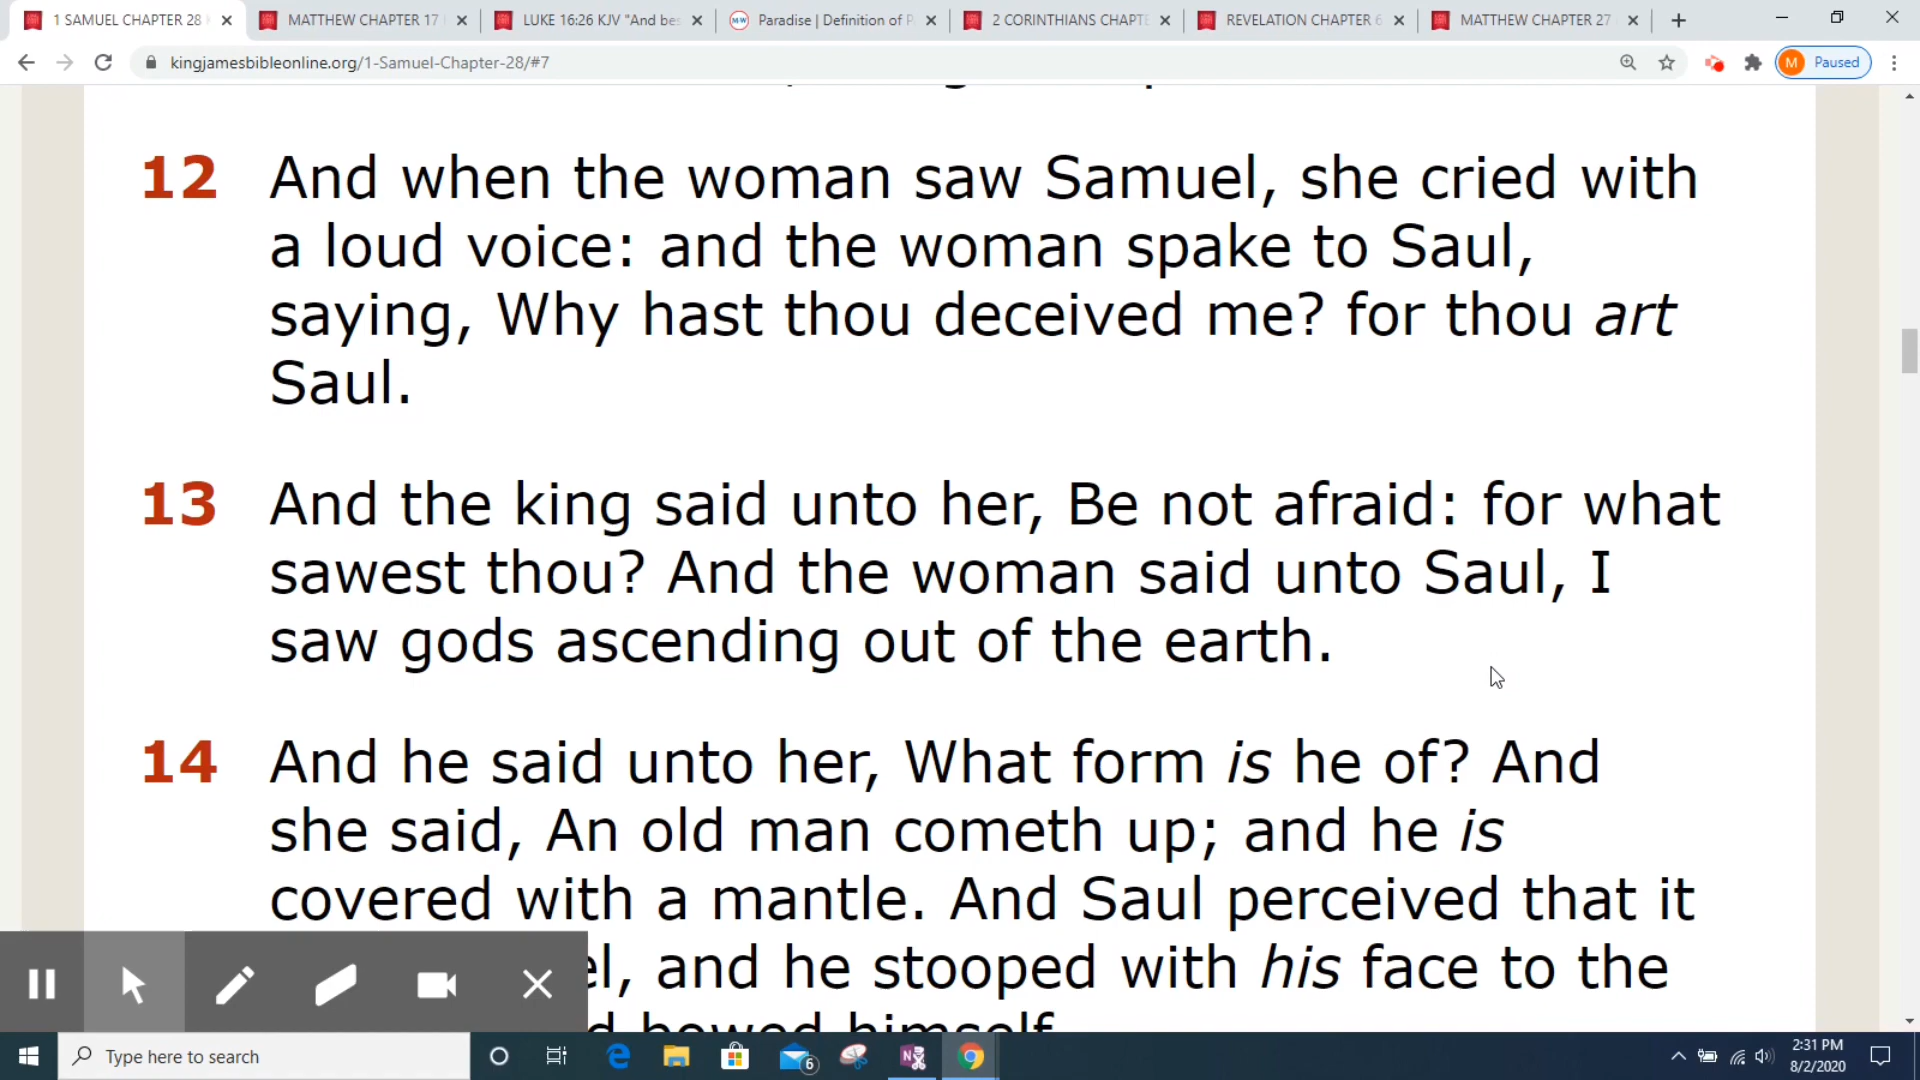 1 SAMUEL CHAPTER 28
MATTHEW CHAPTER 17
LUKE 16:26 KJV "And bes
Paradise | Definition of P
2 CORINTHIANS CHAPTE
REVELATION CHAPTER 6
MATTHEW CHAPTER 27
kingjamesbibleonline.org/1-Samuel-Chapter-28/#7
M Paused
12 And when the woman saw Samuel, she cried with
a loud voice: and the woman spake to Saul,
saying, Why hast thou deceived me? for thou art
Saul.
13 And the king said unto her, Be not afraid: for what
sawest thou? And the woman said unto Saul, I
saw gods ascending out of the earth.
14 And he said unto her, What form is he of? And
she said, An old man cometh up; and he is
covered with a mantle. And Saul perceived that it
el, and he stooped with his face to the
d bowed himself.
Type here to search
6
2:31 PM
8/2/2020